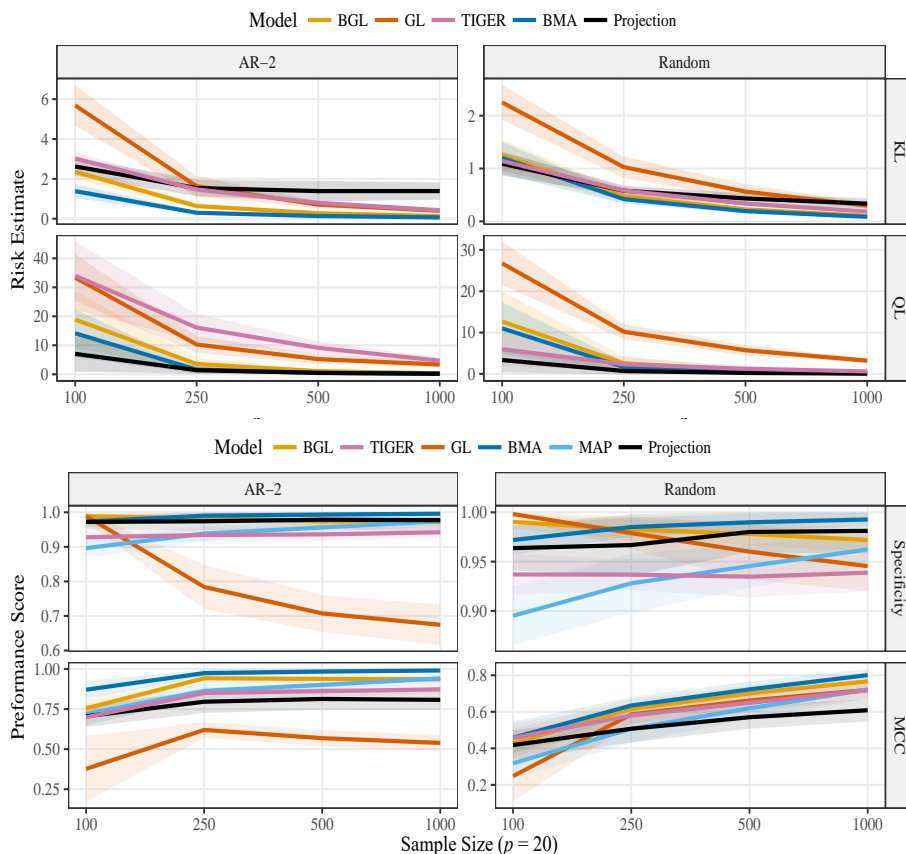 Model BGL GL TIGER BMA Projection
AR−2 Random
6
4
2
0
2
1
0
KL
Risk Estimate
40
30
20
10
0
30
20
10
0
QL
100 250 500 1000 100 250 500 1000
Model BGL TIGER GL BMA MAP Projection
AR−2 Random
1.0
0.9
0.8
0.7
0.6
1.00
0.95
0.90
Specificity
Preformance Score
1.00
0.75
0.50
0.25
0.8
0.6
0.4
0.2
MCC
100 250 500 1000 100 250 500 1000
Sample Size (p = 20)